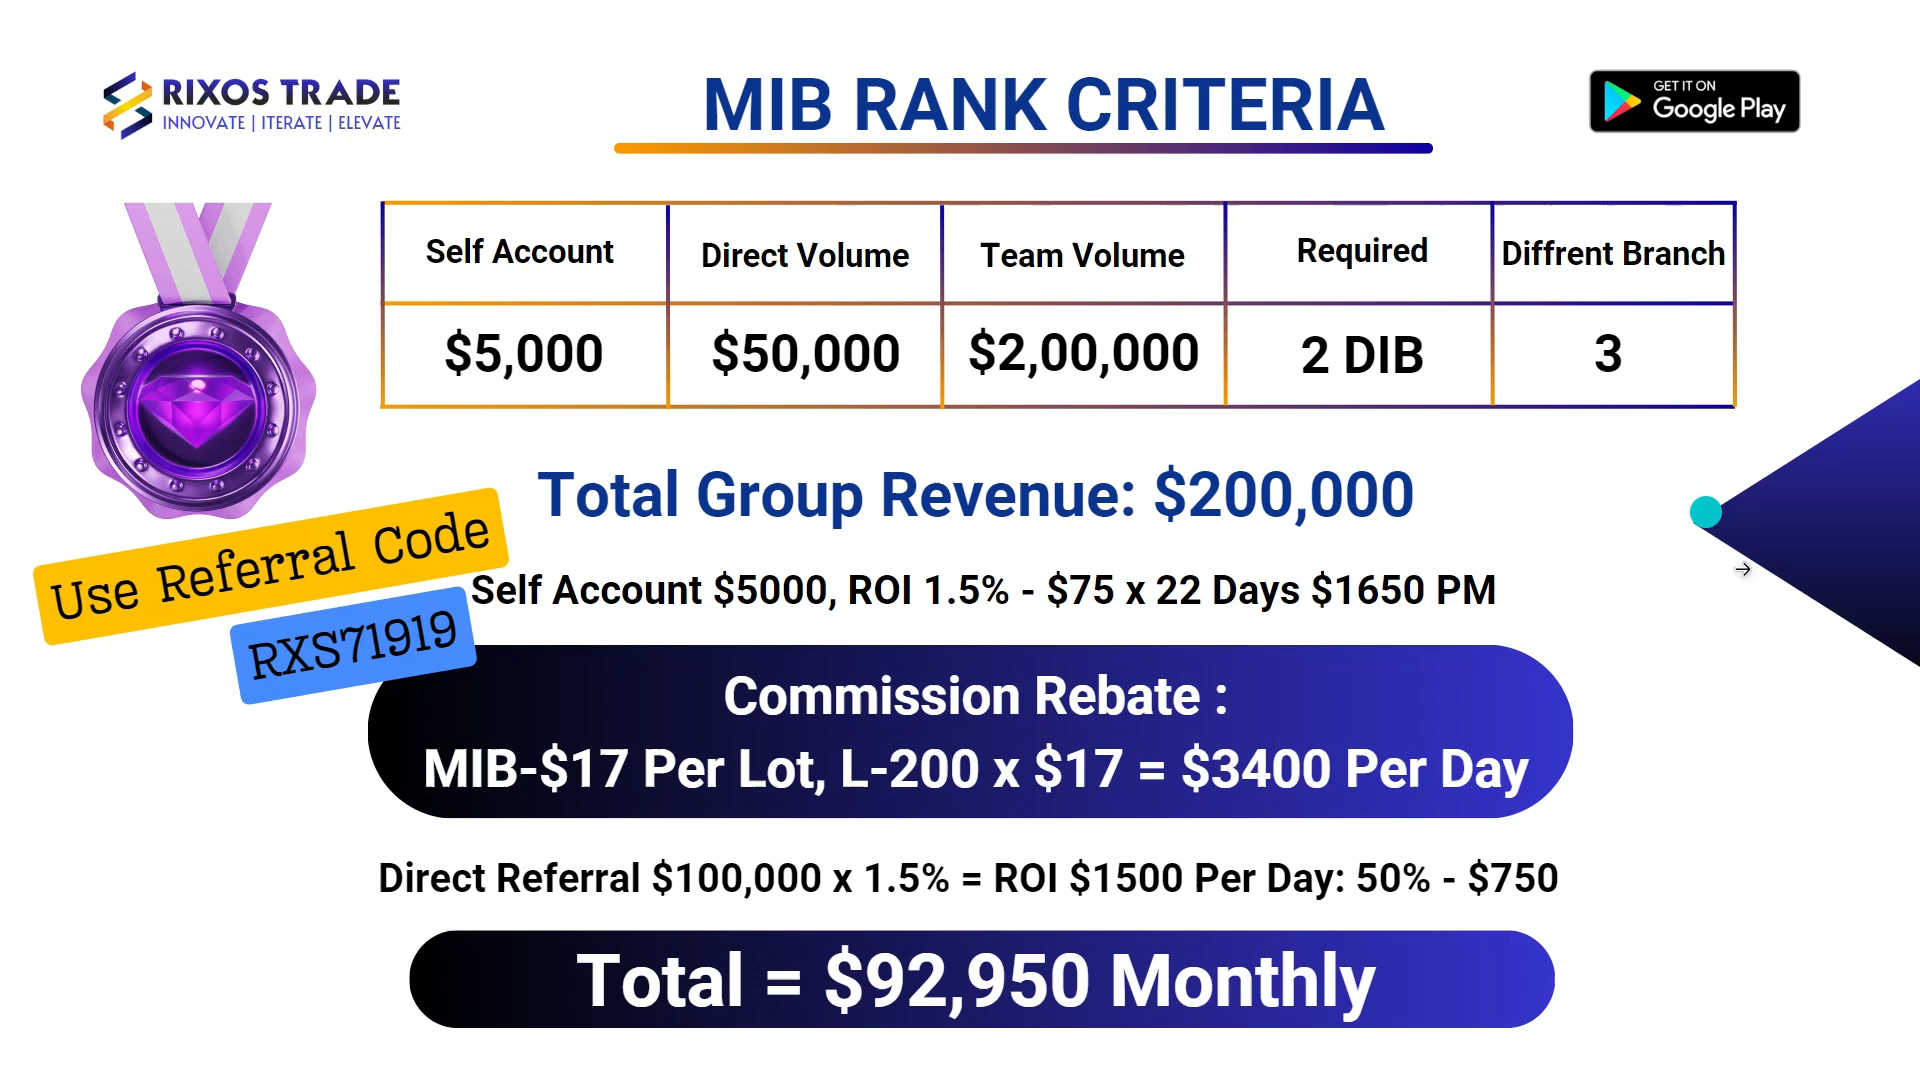 RIXOS TRADE
INNOVATE | ITERATE | ELEVATE
MIB RANK CRITERIA
GET IT ON
Google Play
Self Account Direct Volume Team Volume Required Diffrent Branch
$5,000 $50,000 $2,00,000 2 DIB 3
Total Group Revenue: $200,000
Use Referral Code
RXS71919
Self Account $5000, ROI 1.5% - $75 x 22 Days $1650 PM
Commission Rebate :
MIB-$17 Per Lot, L-200 x $17 = $3400 Per Day
Direct Referral $100,000 x 1.5% = ROI $1500 Per Day: 50% - $750
Total = $92,950 Monthly